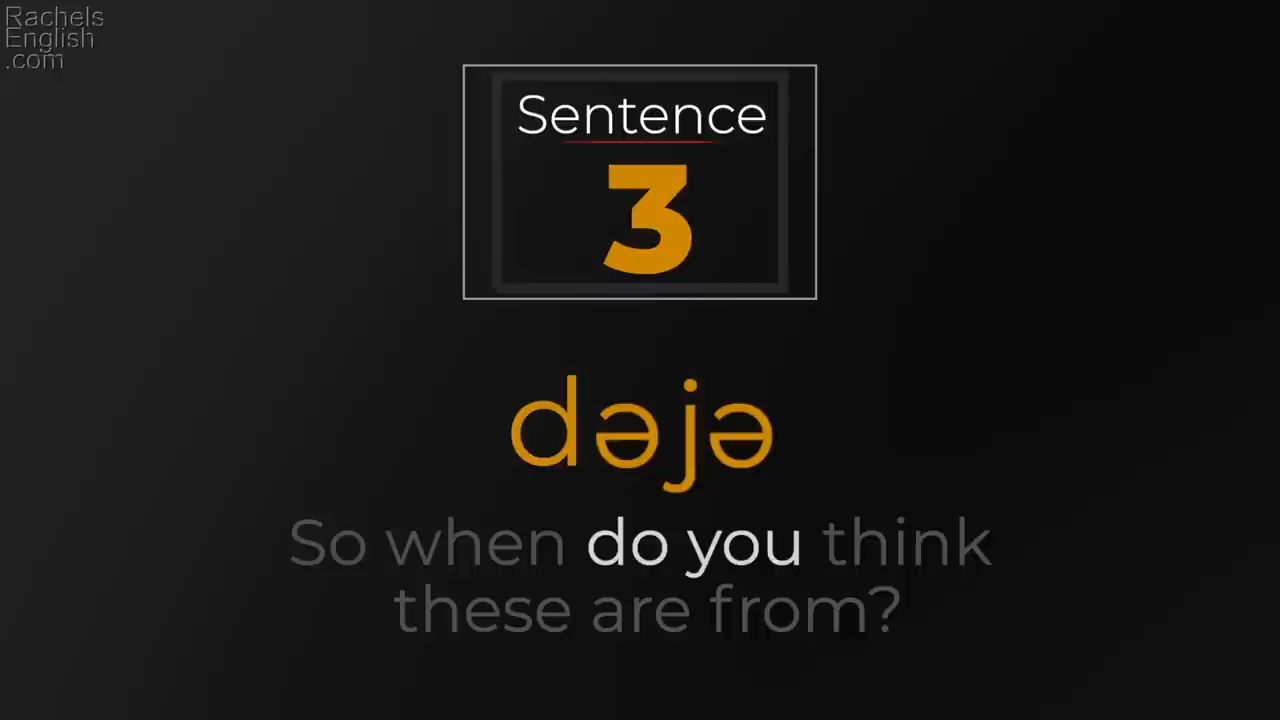 Rachels
English
.com
Sentence
3
dəjə
So when do you think
these are from?